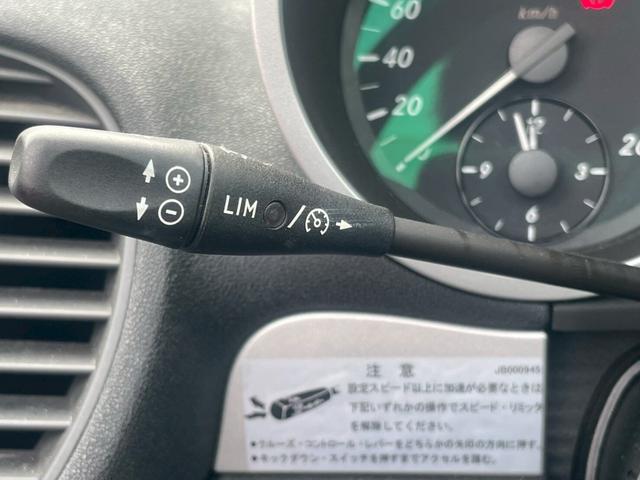 60
40
20
0
km/h
12
9
3
6
26
LIM
注意
JB000945
設定スピード以上に加速が必要なときは
下記いずれかの操作でスピード・リミッタ
を解除してください。
●クルーズ・コントロール・レバーをどちらかの矢印の方向に押す。
●キックダウン・スイッチを押すまでアクセルを踏む。